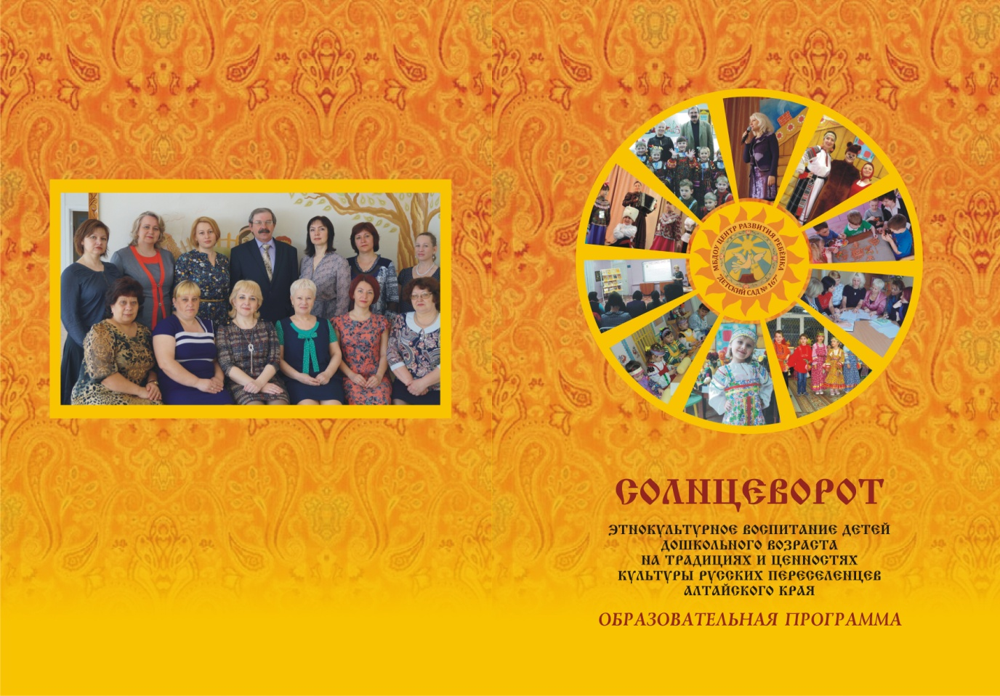 МБДОУ ЦЕНТР РАЗВИТИЯ РЕБЁНКА
"ДЕТСКИЙ САД № 167"
СОЛНЦЕВОРОТ
ЭТНОКУЛЬТУРНОЕ ВОСПИТАНИЕ ДЕТЕЙ
ДОШКОЛЬНОГО ВОЗРАСТА
НА ТРАДИЦИЯХ И ЦЕННОСТЯХ
КУЛЬТУРЫ РУССКИХ ПЕРЕСЕЛЕНЦЕВ
АЛТАЙСКОГО КРАЯ
ОБРАЗОВАТЕЛЬНАЯ ПРОГРАММА